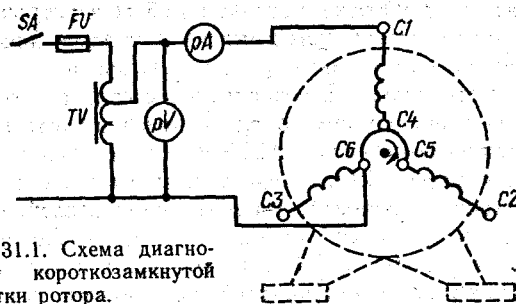 SA
FU
pA
C1
TV
pV
C4
C6
C5
C3
C2
31.1. Схема диагно-
короткозамкнутой
тки ротора.